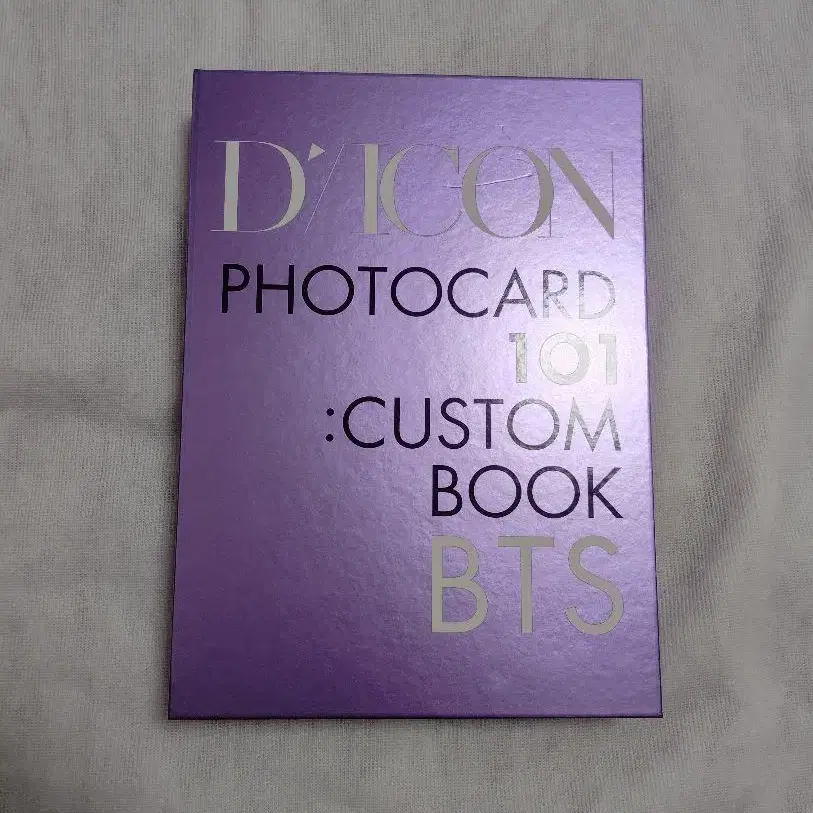 D'/ICON
PHOTOCARD
101
:CUSTOM
BOOK
BTS